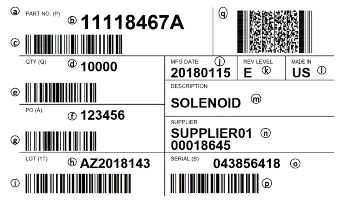 a PART NO. (P) b 11118467A q
c
QTY (Q) d 10000
MFG DATE j 20180115
REV LEVEL E k
MADE IN US l
e
DESCRIPTION
SOLENOID m
PO (A) f 123456
g
SUPPLIER
SUPPLIER01 n
00018645
LOT (1T) h AZ2018143
SERIAL (S) 043856418 o
i
p